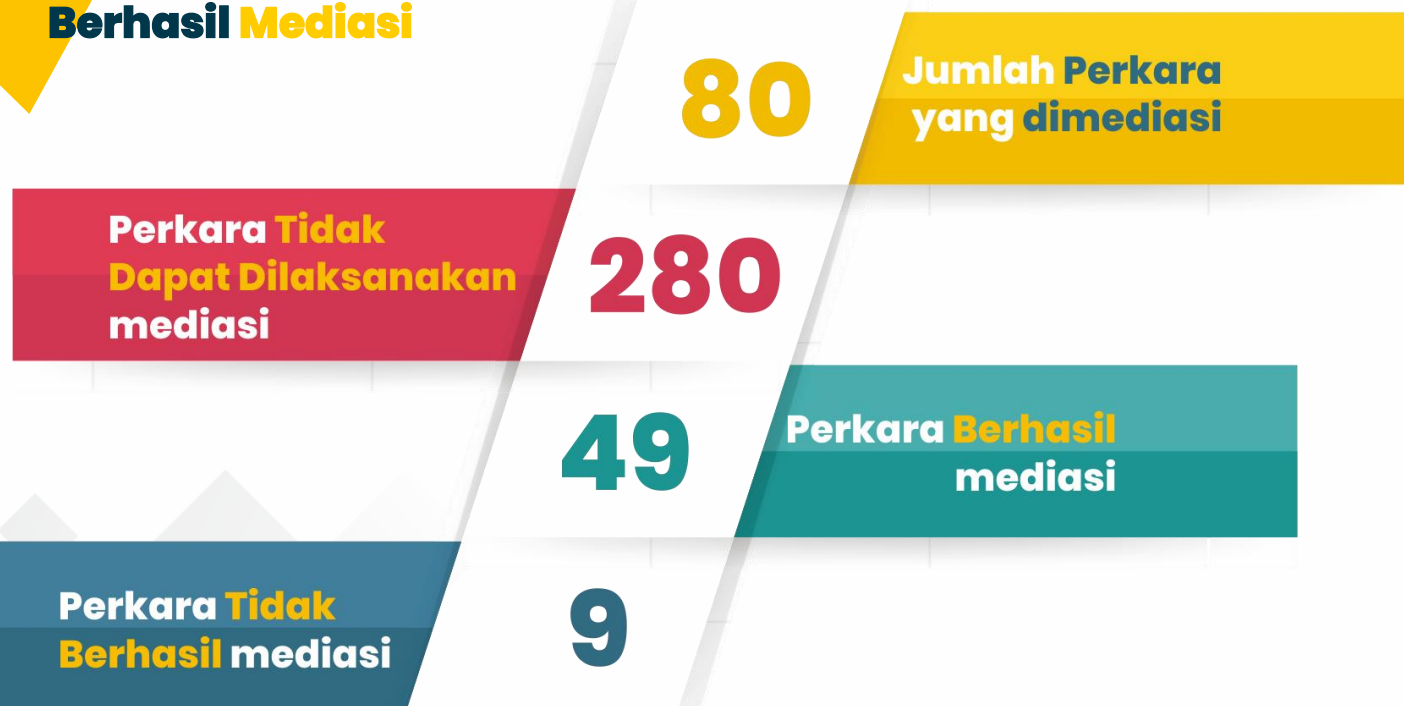 Berhasil Mediasi
80
Jumlah Perkara
yang dimediasi
Perkara Tidak
Dapat Dilaksanakan
mediasi
280
49
Perkara Berhasil
mediasi
Perkara Tidak
Berhasil mediasi
9